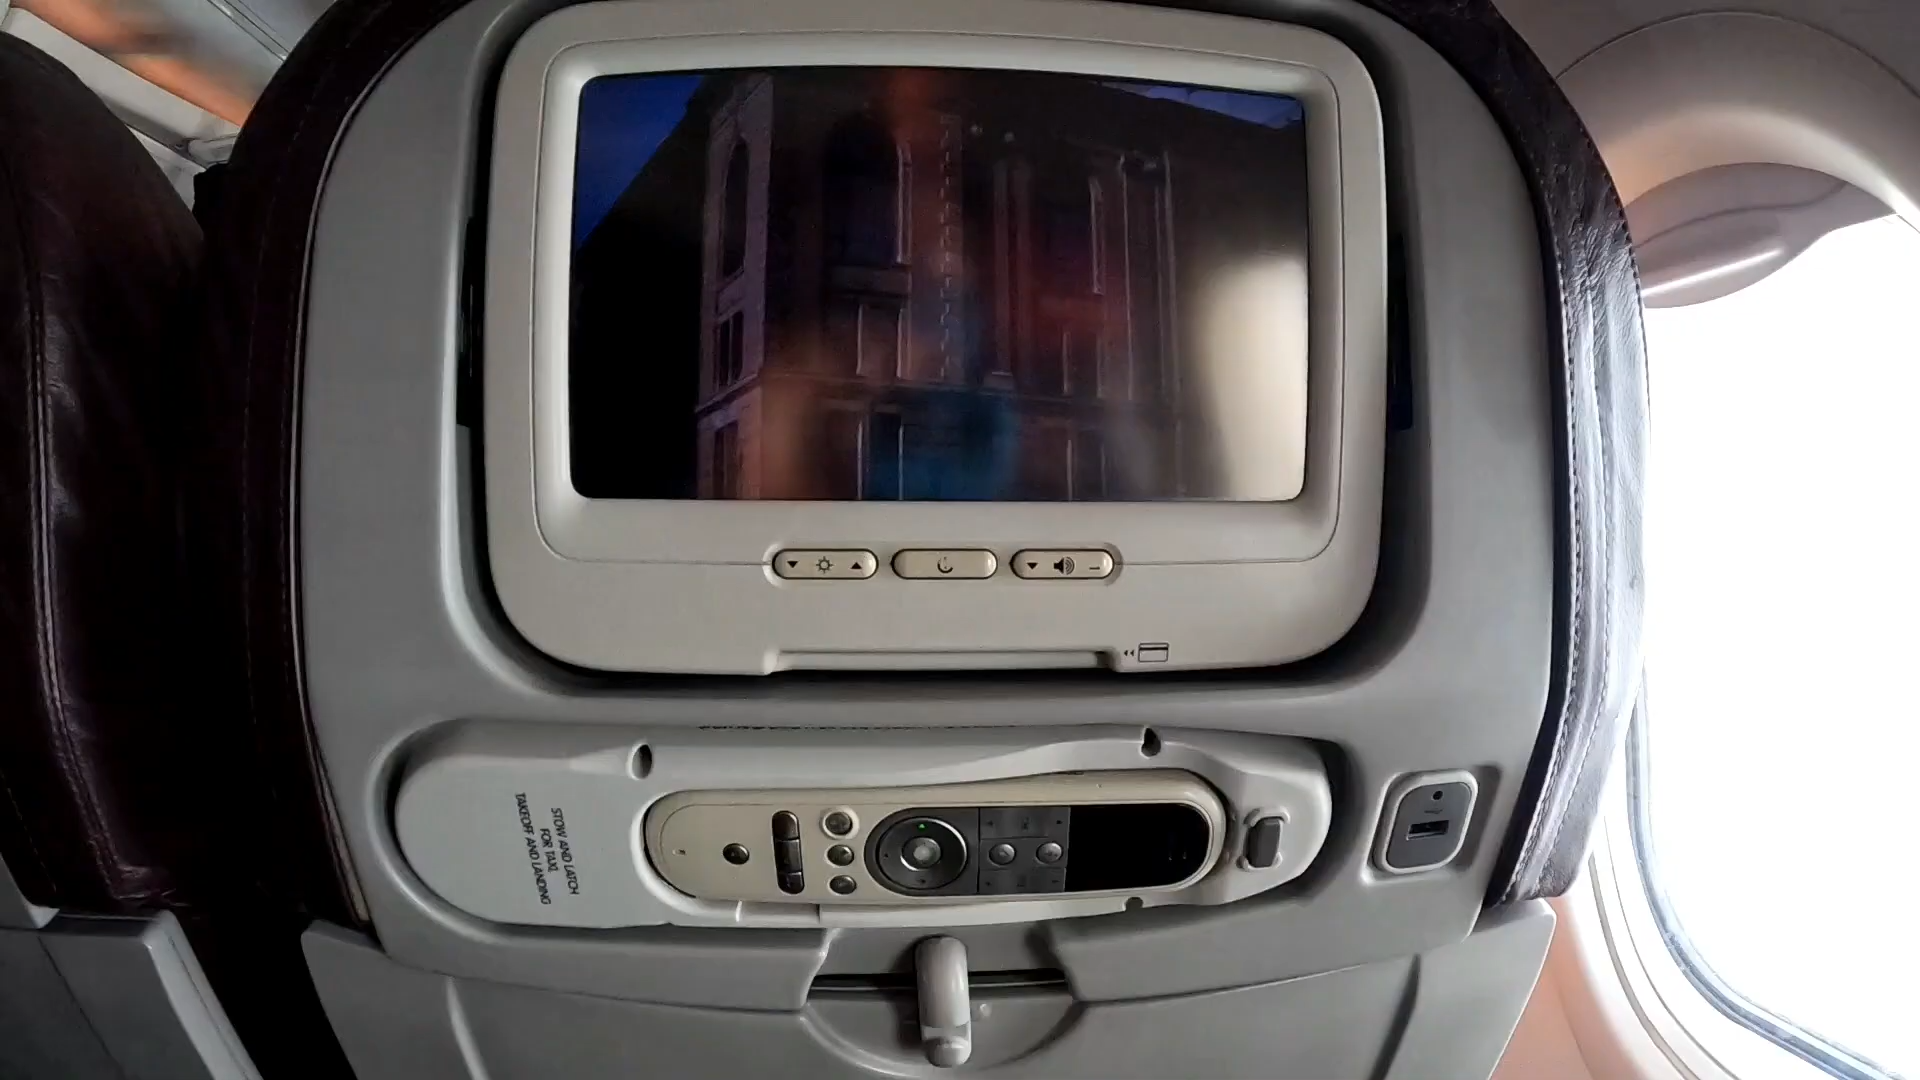 STOW AND LATCH
FOR TAXI,
TAKEOFF AND LANDING